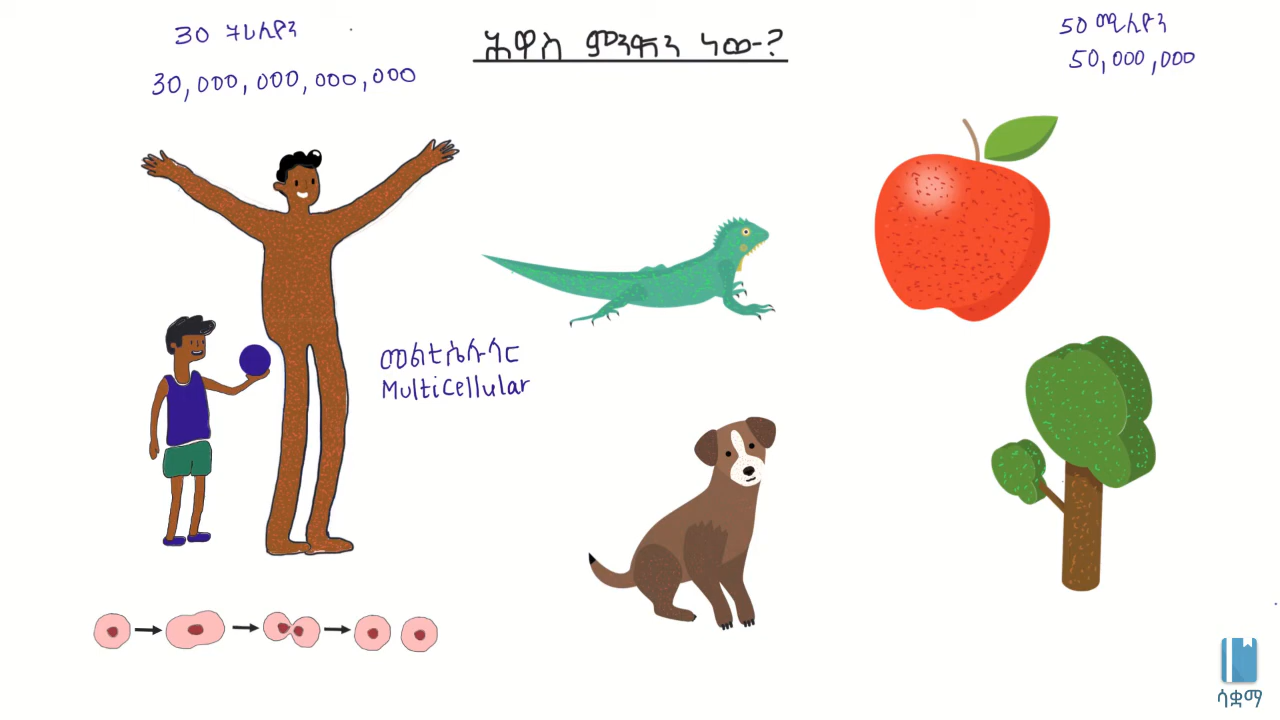 30 ትሪሊዮን
30,000,000,000,000
ሕዋስ ምንድን ነው?
50 ሚሊዮን
50,000,000
መልቲሴሉላር
Multicellular
ሳቋማ